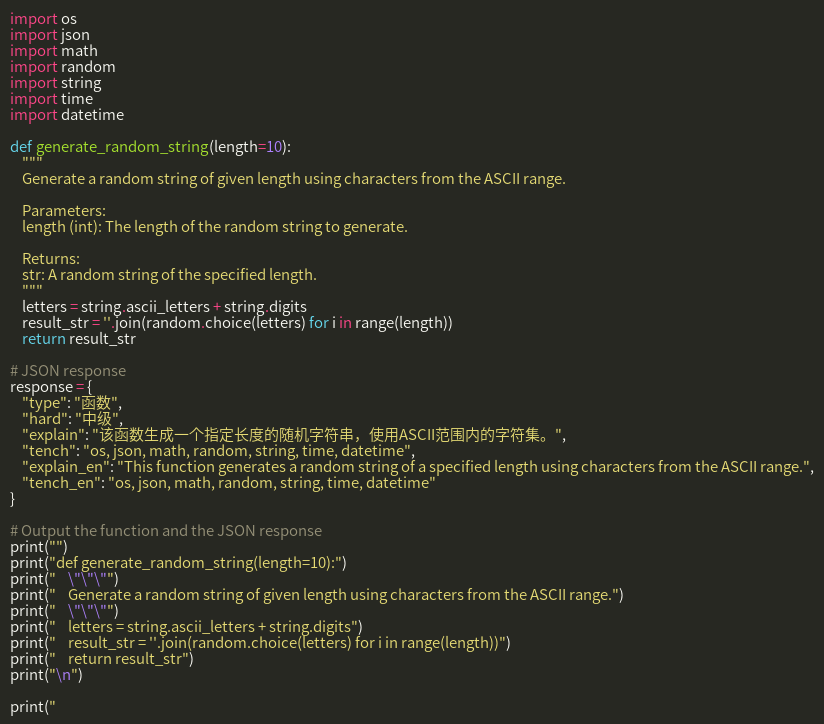 import os
import json
import math
import random
import string
import time
import datetime

def generate_random_string(length=10):
    """
    Generate a random string of given length using characters from the ASCII range.

    Parameters:
    length (int): The length of the random string to generate.

    Returns:
    str: A random string of the specified length.
    """
    letters = string.ascii_letters + string.digits
    result_str = ''.join(random.choice(letters) for i in range(length))
    return result_str

# JSON response
response = {
    "type": "函数",
    "hard": "中级",
    "explain": "该函数生成一个指定长度的随机字符串，使用ASCII范围内的字符集。",
    "tench": "os, json, math, random, string, time, datetime",
    "explain_en": "This function generates a random string of a specified length using characters from the ASCII range.",
    "tench_en": "os, json, math, random, string, time, datetime"
}

# Output the function and the JSON response
print("")
print("def generate_random_string(length=10):")
print("    \"\"\"")
print("    Generate a random string of given length using characters from the ASCII range.")
print("    \"\"\"")
print("    letters = string.ascii_letters + string.digits")
print("    result_str = ''.join(random.choice(letters) for i in range(length))")
print("    return result_str")
print("\n")

print("